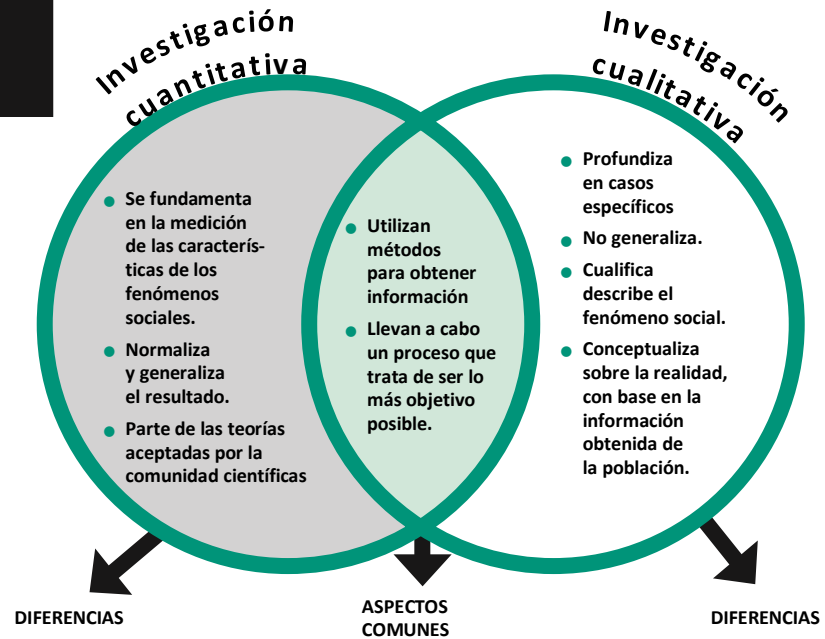 Investigación
cuantitativa
Investigación
cualitativa
Se fundamenta
en la medición
de las caracterís-
ticas de los
fenómenos
sociales.
Normaliza
y generaliza
el resultado.
Parte de las teorías
aceptadas por la
comunidad científicas
Utilizan
métodos
para obtener
información
Llevan a cabo
un proceso que
trata de ser lo
más objetivo
posible.
Profundiza
en casos
específicos
No generaliza.
Cualifica
describe el
fenómeno social.
Conceptualiza
sobre la realidad,
con base en la
información
obtenida de
la población.
DIFERENCIAS
ASPECTOS
COMUNES
DIFERENCIAS